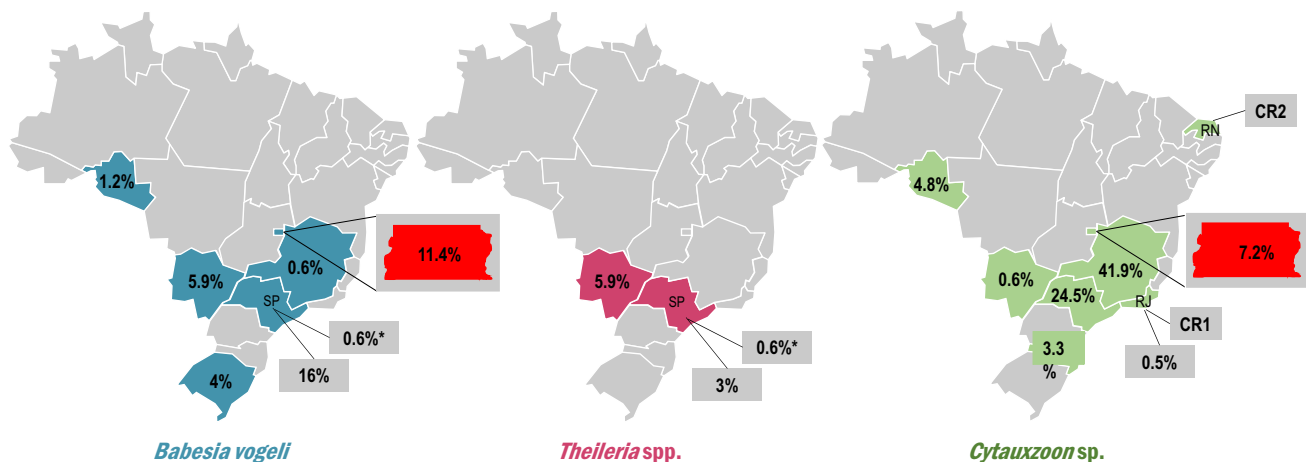 1.2%
11.4%
0.6%
5.9%
SP
0.6%*
16%
4%
Babesia vogeli
5.9%
SP
0.6%*
3%
Theileria spp.
CR2
RN
4.8%
7.2%
41.9%
0.6%
24.5%
RJ
CR1
3.3
%
0.5%
Cytauxzoon sp.